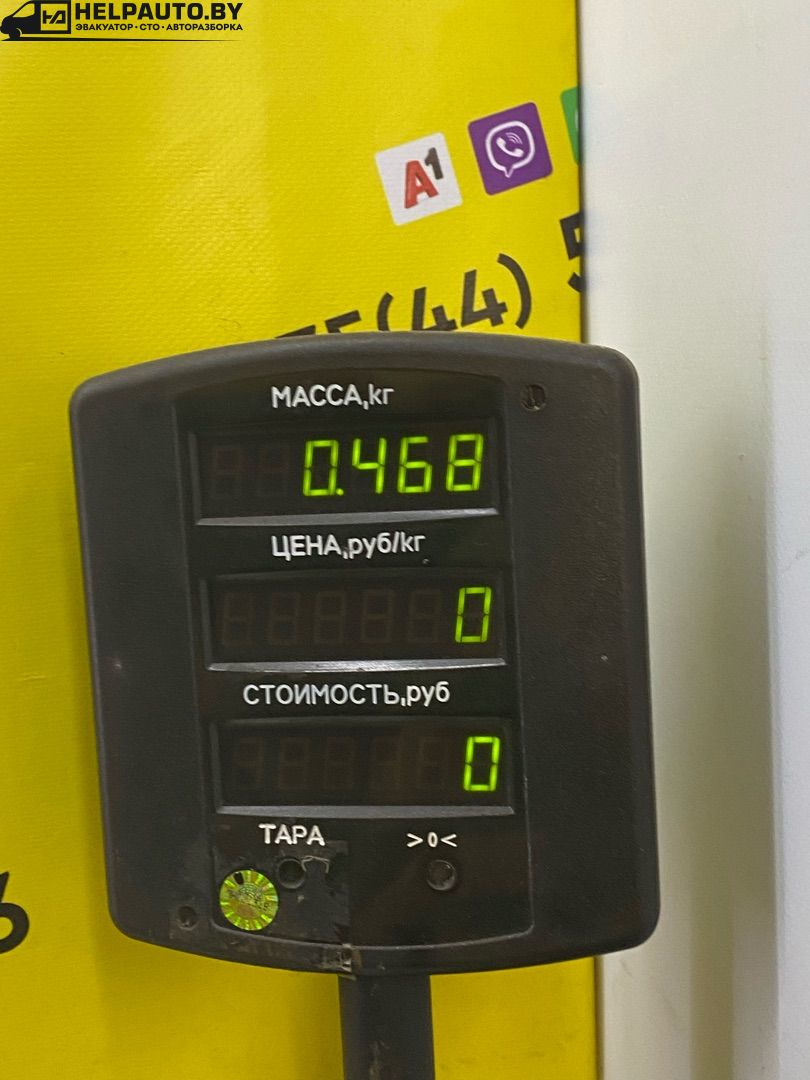 HELPAUTO.BY
ЭВАКУАТОР·СТО·АВТОРАЗБОРКА
A1
(44) 5
МАССА,кг
0.468
ЦЕНА,руб/кг
0
СТОИМОСТЬ,руб
0
ТАРА >0<